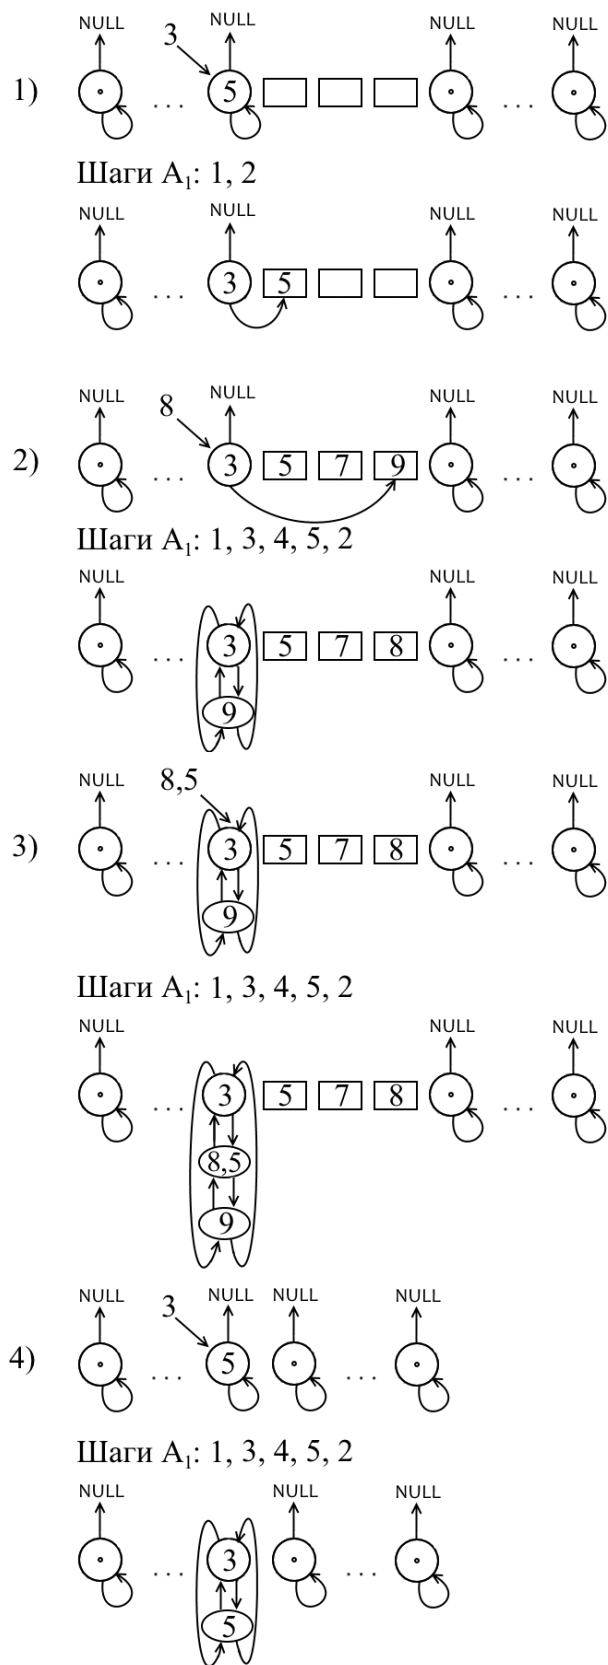 NULL NULL NULL NULL
3
1) 5
. . . . . .
Шаги A₁: 1, 2
NULL NULL NULL NULL
3 5
. . . . . .
NULL NULL NULL NULL
8
2) 3 5 7 9
. . . . . .
Шаги A₁: 1, 3, 4, 5, 2
NULL NULL NULL
3 5 7 8
. . . . . .
9
8,5
NULL NULL NULL
3) 3 5 7 8
. . . . . .
9
Шаги A₁: 1, 3, 4, 5, 2
NULL NULL NULL
3 5 7 8
. . . . . .
8,5
9
NULL NULL NULL NULL
3
4) 5
. . . . . .
Шаги A₁: 1, 3, 4, 5, 2
NULL NULL NULL
3
. . . . . .
5